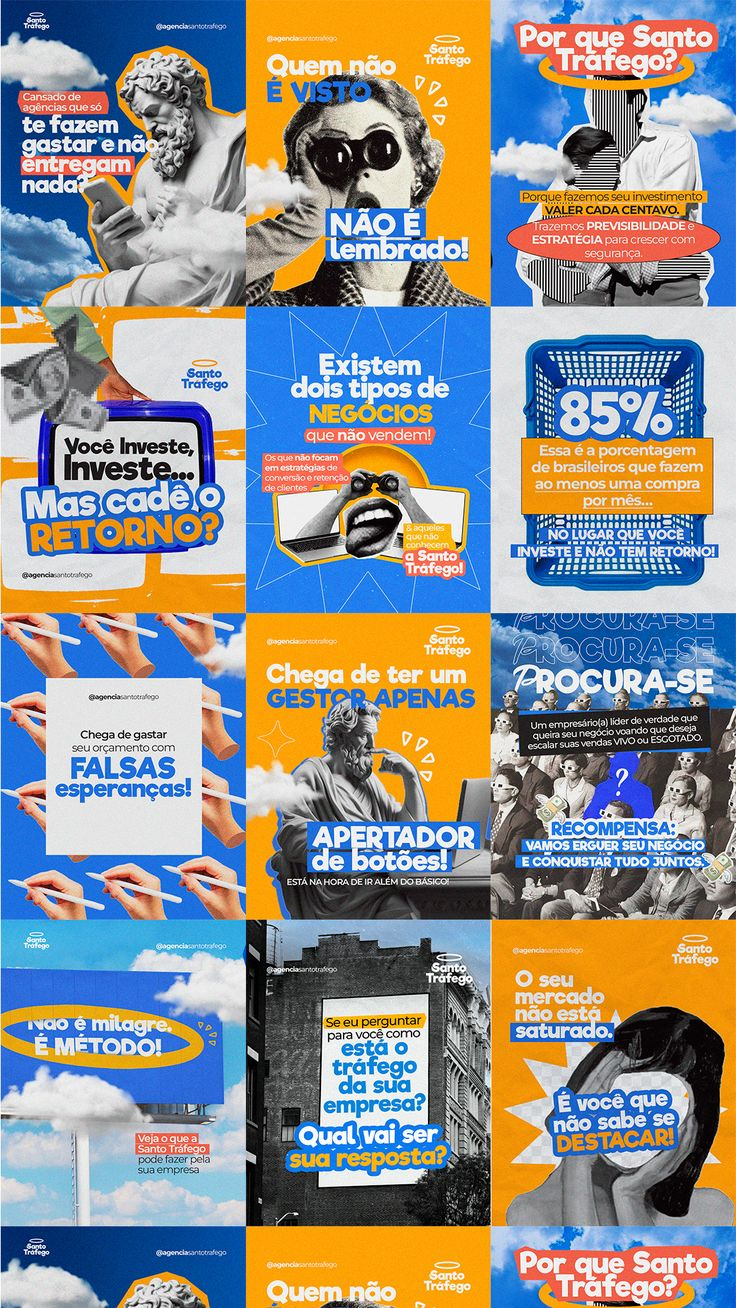 Santo
Tráfego
@agenciasantotrafego
Cansado de
agências que só
te fazem
gastar e não
entregam
nada?
@agenciasantotrafego
Santo
Tráfego
Quem não
É VISTO
NÃO É
lembrado!
Por que Santo
Tráfego?
Porque fazemos seu investimento
VALER CADA CENTAVO.
Trazemos PREVISIBILIDADE e
ESTRATÉGIA para crescer com
segurança.
Santo
Tráfego
Você Investe,
Investe...
Mas cadê o
RETORNO?
@agenciasantotrafego
Existem
dois tipos de
NEGÓCIOS
que não vendem!
Os que não focam
em estratégias de
conversão e retenção
de clientes
& aqueles
que não
conhecem
a Santo
Tráfego!
85%
Essa é a porcentagem
de brasileiros que fazem
ao menos uma compra
por mês...
NO LUGAR QUE VOCÊ
INVESTE E NÃO TEM RETORNO!
@agenciasantotrafego
Chega de gastar
seu orçamento com
FALSAS
esperanças!
@agenciasantotrafego
Santo
Tráfego
Chega de ter um
GESTOR APENAS
APERTADOR
de botões!
ESTÁ NA HORA DE IR ALÉM DO BÁSICO!
PROCURA-SE
PROCURA-SE
PROCURA-SE
Um empresário(a) líder de verdade que
queira seu negócio voando que deseja
escalar suas vendas VIVO ou ESGOTADO.
?
RECOMPENSA:
VAMOS ERGUER SEU NEGÓCIO
E CONQUISTAR TUDO JUNTOS.
Santo
Tráfego
@agenciasantotrafego
Não é milagre.
É MÉTODO!
Veja o que a
Santo Tráfego
pode fazer pela
sua empresa
@agenciasantotrafego
Santo
Tráfego
Se eu perguntar
para você como
está o
tráfego
da sua
empresa?
Qual vai ser
sua resposta?
@agenciasantotrafego
Santo
Tráfego
O seu
mercado
não está
saturado.
É você que
não sabe se
DESTACAR!
Santo
Tráfego
@agenciasantotrafego
@agenciasantotrafego
Santo
Tráfego
Quem não
Por que Santo
Tráfego?